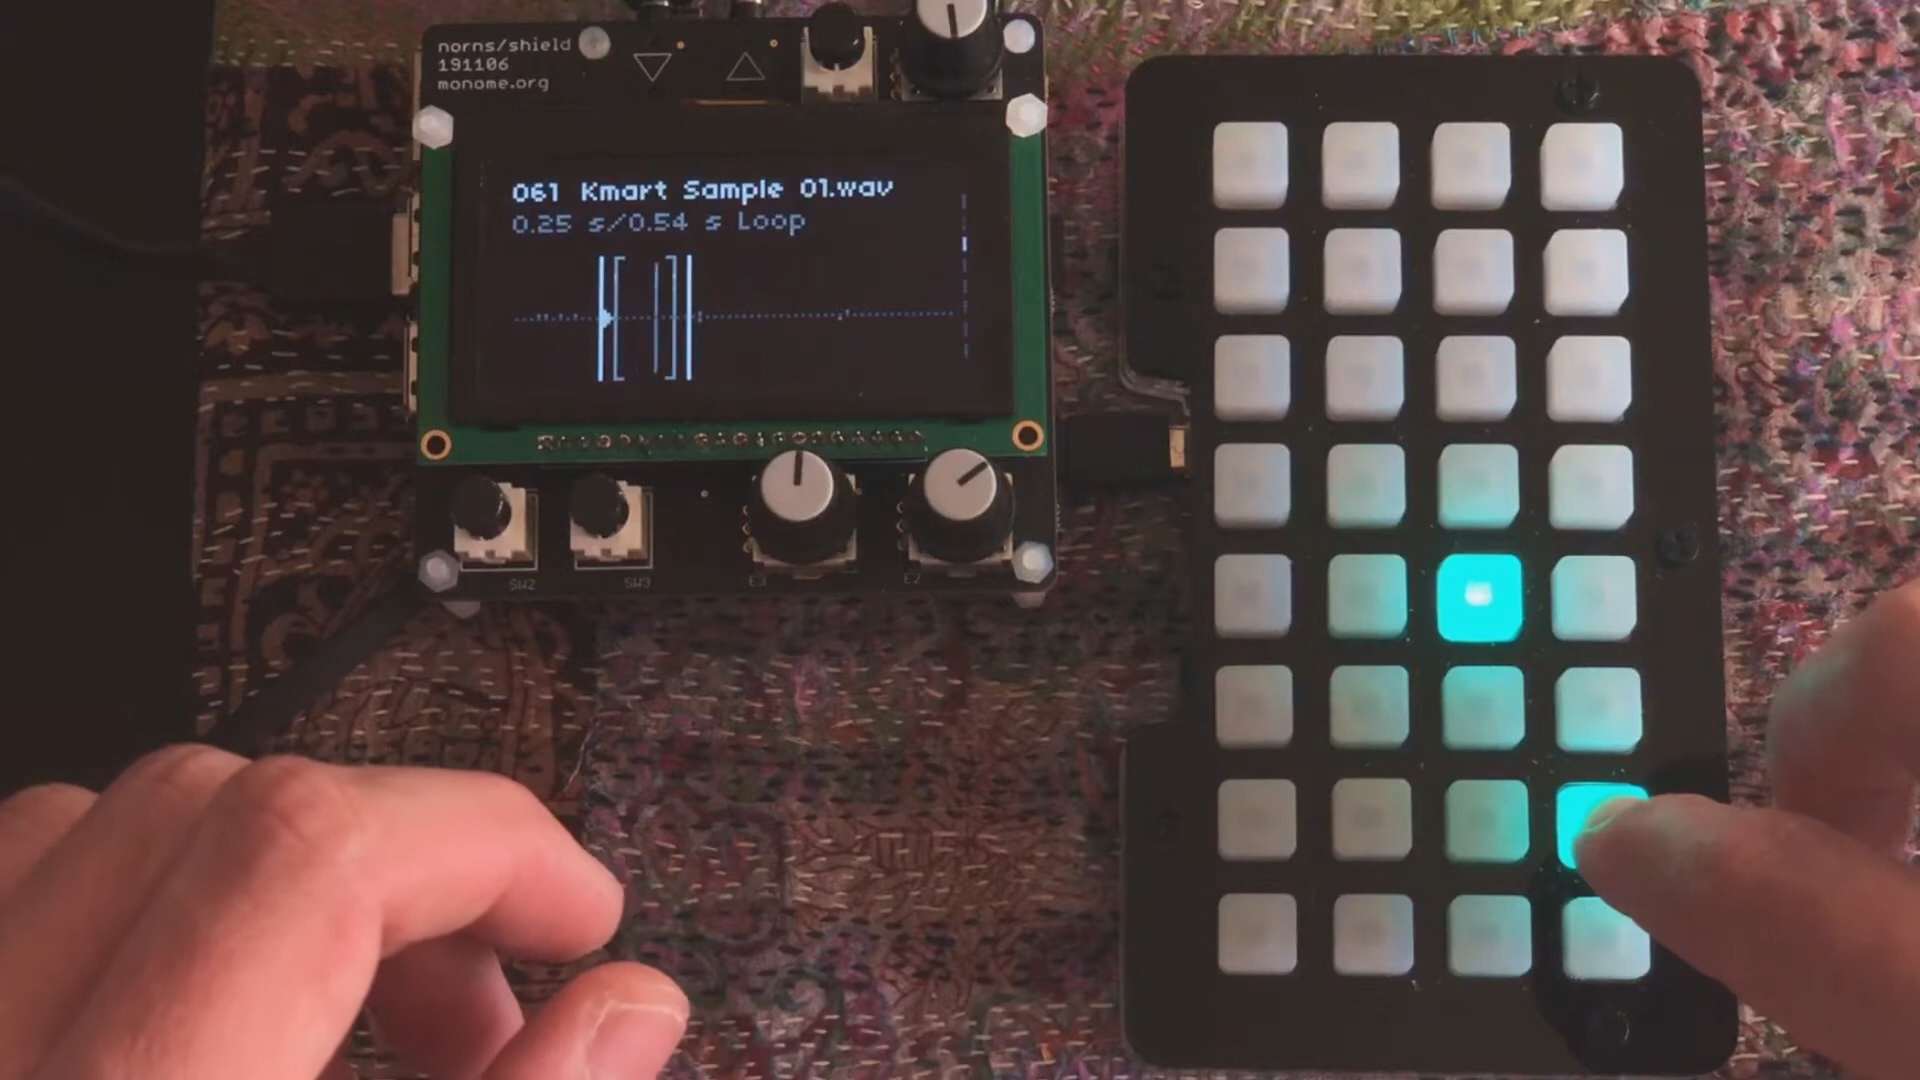 norns/shield
191106
monome.org
061 Kmart Sample 01.wav
0.25 s/0.54 s Loop
SW2
SW3
E3
E2